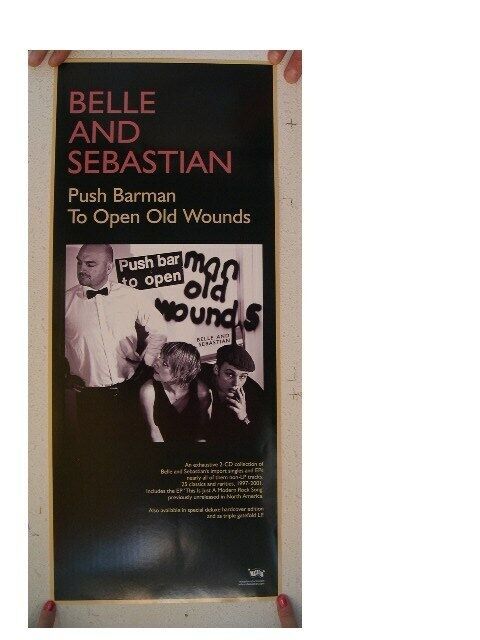 BELLE
AND
SEBASTIAN
Push Barman
To Open Old Wounds
Push bar
to open
man
old
wounds
BELLE AND
SEBASTIAN
An exhaustive 2-CD collection of
Belle and Sebastian's import singles and EPs
nearly all of them non-LP tracks.
25 classics and rarities, 1997-2001.
Includes the EP 'This Is Just A Modern Rock Song'
previously unreleased in North America.
Also available in special deluxe hardcover edition
and as triple gatefold LP.